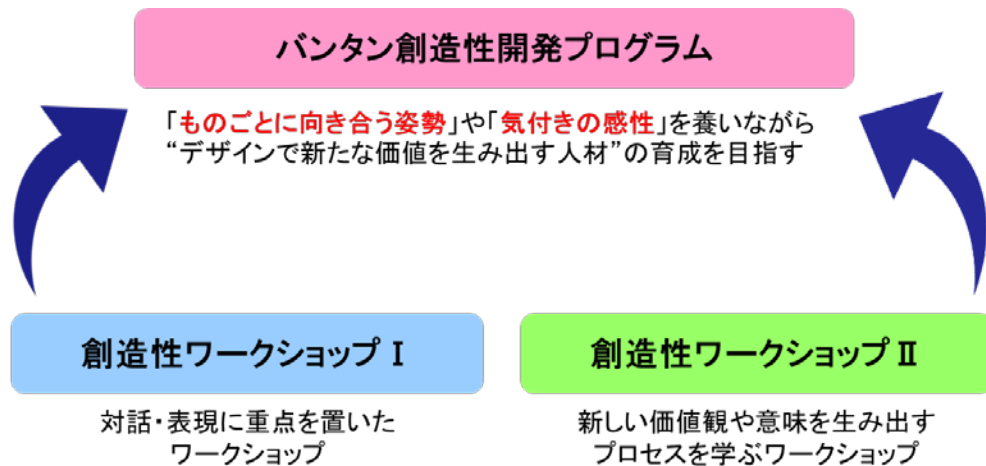 バンタン創造性開発プログラム
「ものごとに向き合う姿勢」や「気付きの感性」を養いながら
“デザインで新たな価値を生み出す人材”の育成を目指す
創造性ワークショップ Ⅰ
対話・表現に重点を置いた
ワークショップ
創造性ワークショップ Ⅱ
新しい価値観や意味を生み出す
プロセスを学ぶワークショップ